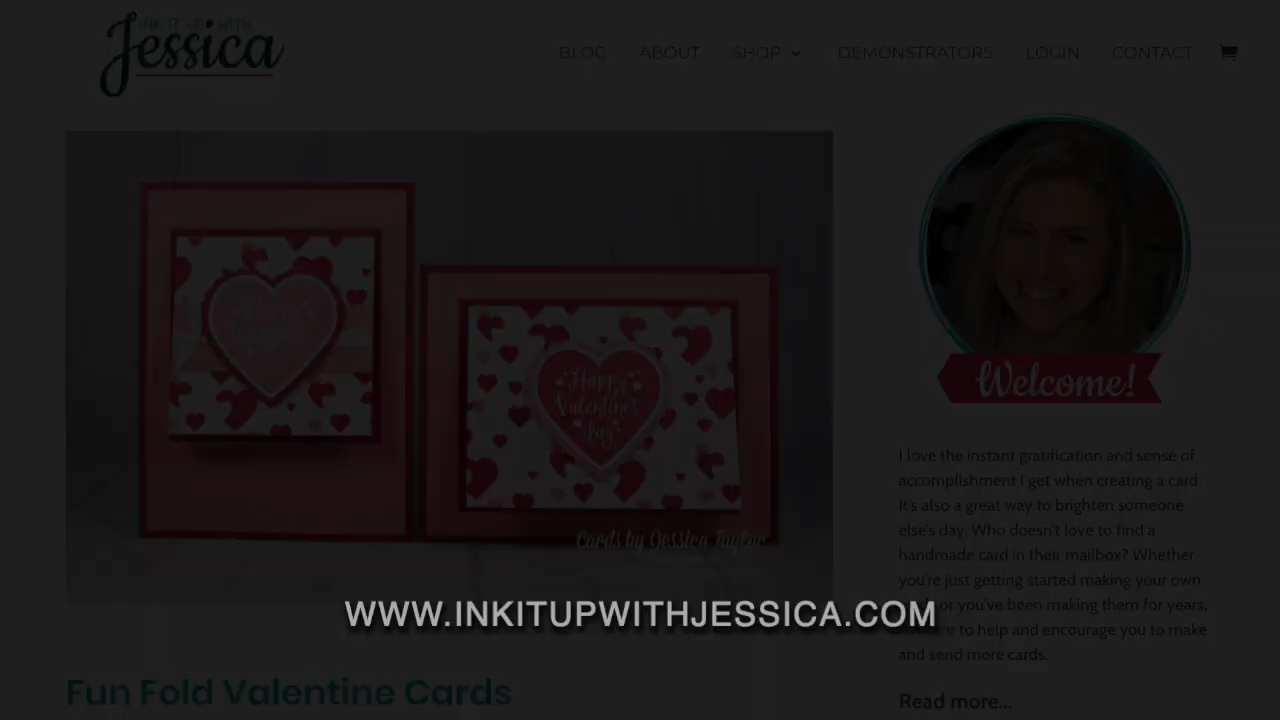 INK IT UP WITH
Jessica
BLOG
ABOUT
SHOP
DEMONSTRATORS
LOGIN
CONTACT
Happy
Valentine's
day
Cards by Jessica Taylor
Welcome!
I love the instant gratification and sense of
accomplishment I get when creating a card.
It's also a great way to brighten someone
else's day. Who doesn't love to find a
handmade card in their mailbox? Whether
you're just getting started making your own
or you've been making them for years,
to help and encourage you to make
and send more cards.
Read more...
WWW.INKITUPWITHJESSICA.COM
Fun Fold Valentine Cards